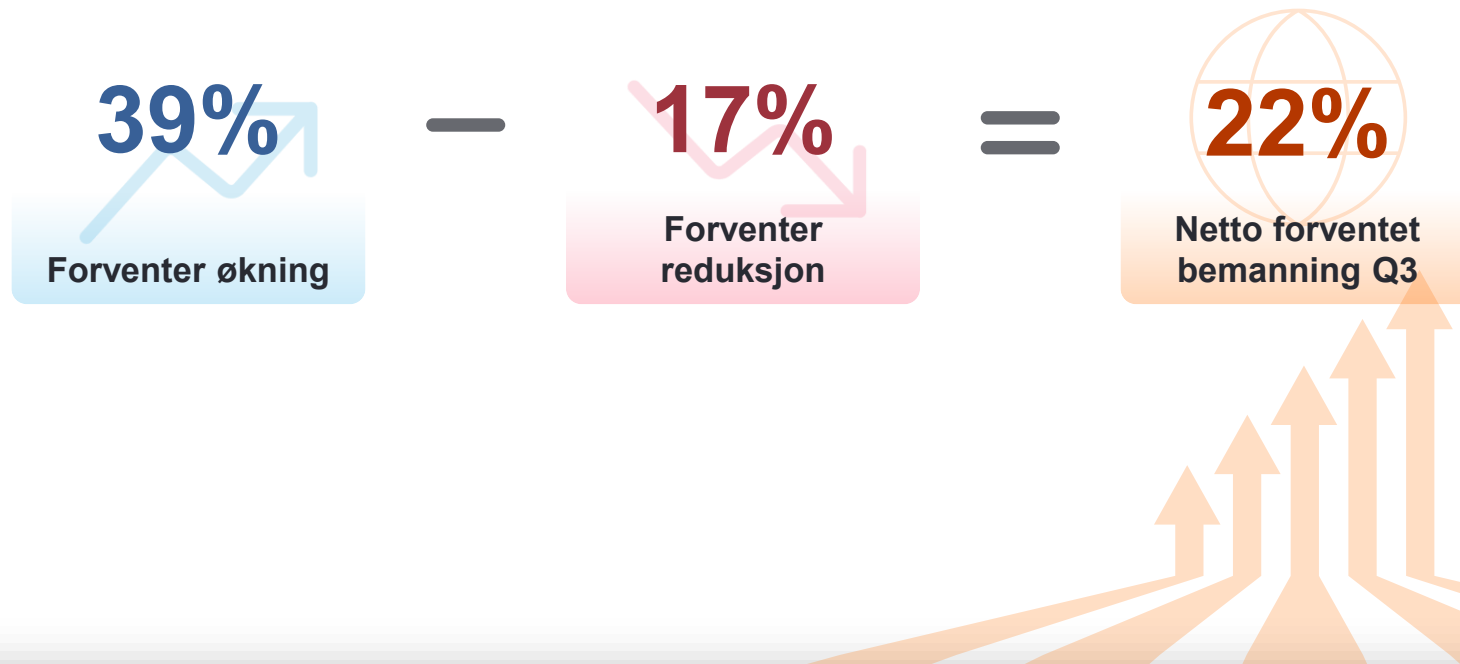 39%
Forventer økning
—
17%
Forventer
reduksjon
=
22%
Netto forventet
bemanning Q3